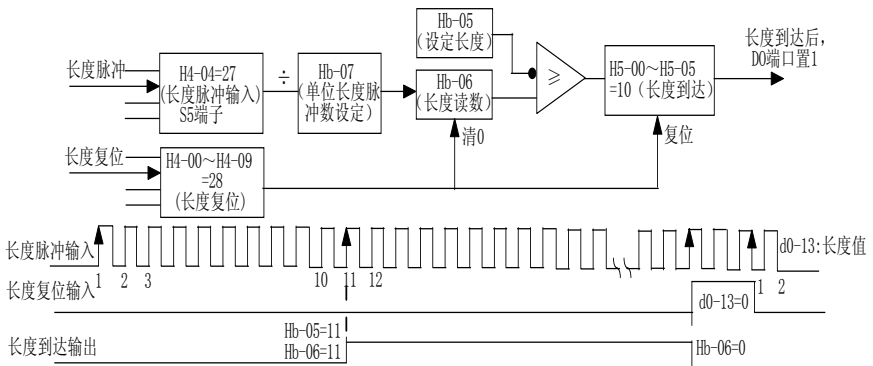 长度脉冲
H4-04=27
(长度脉冲输入)
S5端子
÷
Hb-07
(单位长度脉
冲数设定)
Hb-05
(设定长度)
Hb-06
(长度读数)
≥
H5-00～H5-05
=10(长度到达)
长度到达后,
DO端口置1
清0
复位
长度复位
H4-00～H4-09
=28
(长度复位)
长度脉冲输入
1 2 3 10 11 12 1 2
d0-13:长度值
长度复位输入
d0-13=0
长度到达输出
Hb-05=11
Hb-06=11
Hb-06=0